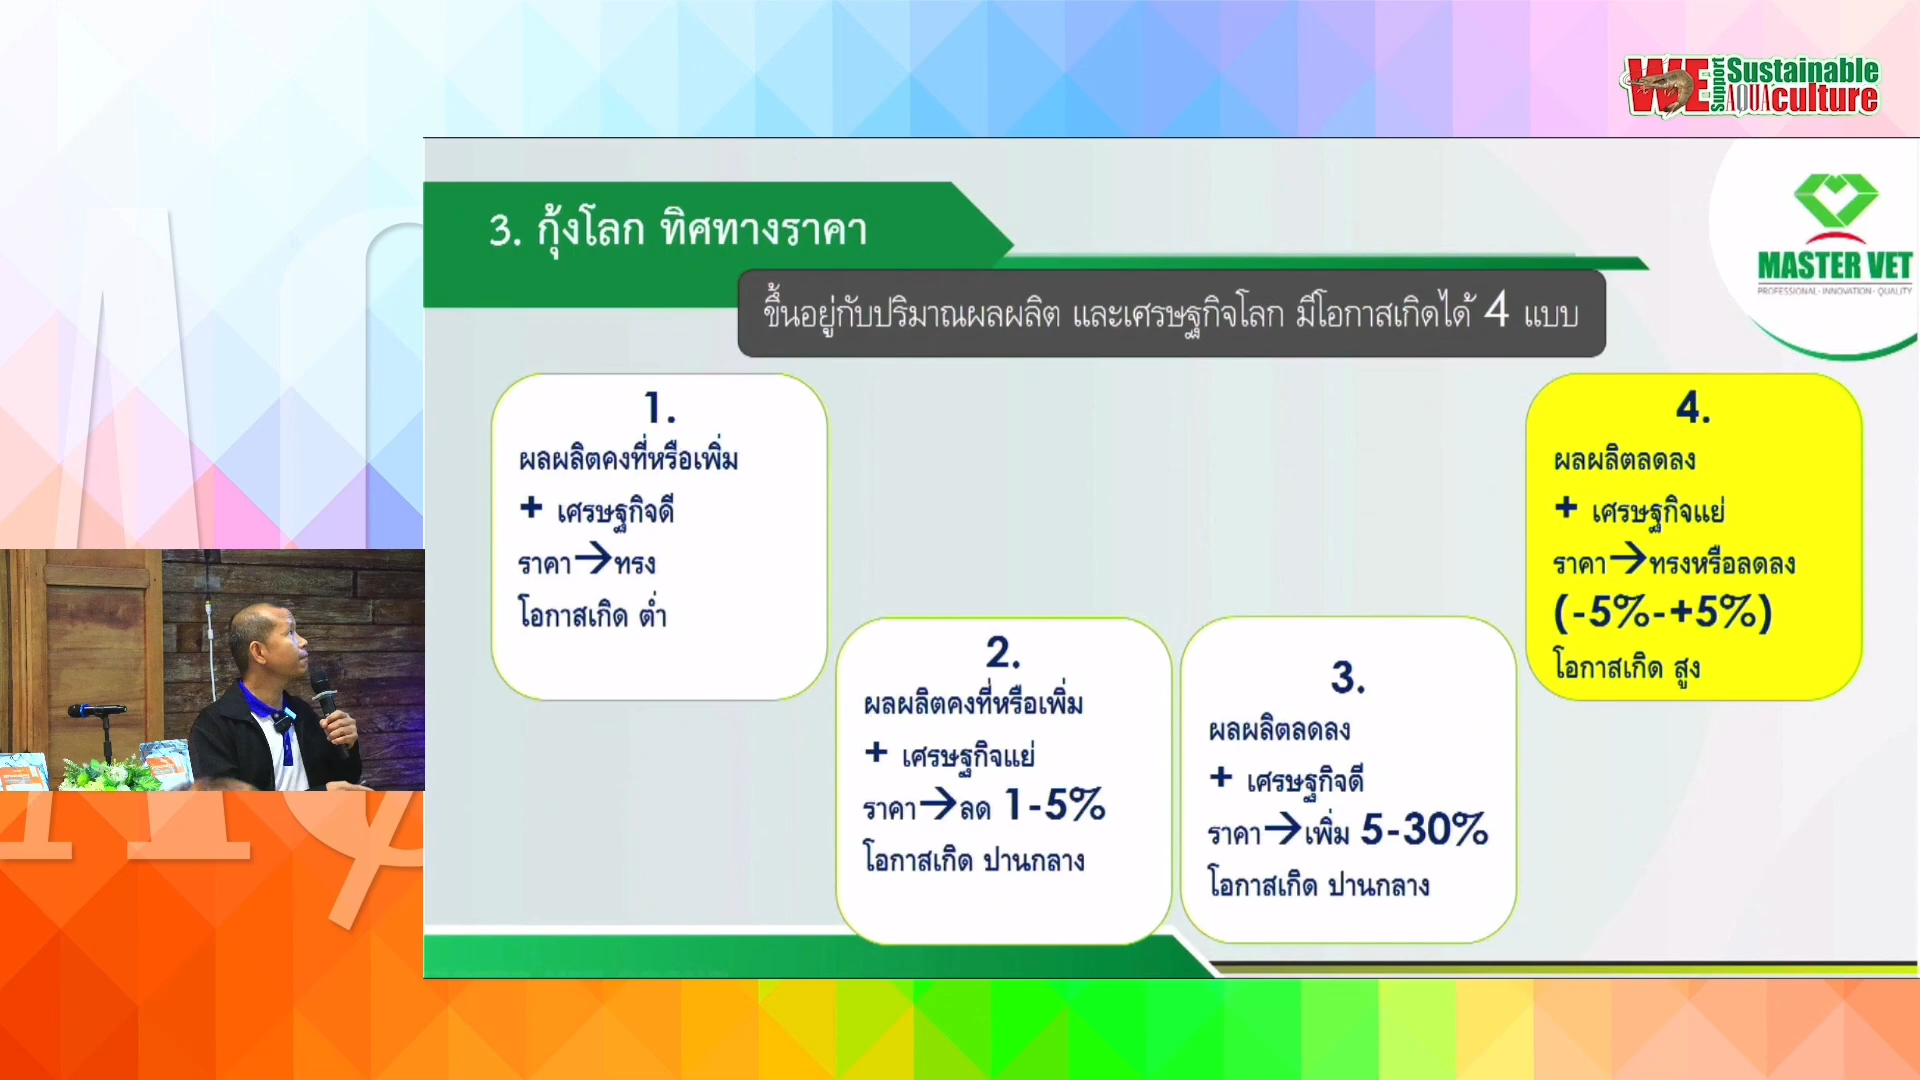 WE Support Sustainable
AQUAculture
3. กุ้งโลก ทิศทางราคา
MASTER VET
PROFESSIONAL · INNOVATION · QUALITY
ขึ้นอยู่กับปริมาณผลผลิต และเศรษฐกิจโลก มีโอกาสเกิดได้ 4 แบบ
1.
ผลผลิตคงที่หรือเพิ่ม
+ เศรษฐกิจดี
ราคา→ทรง
โอกาสเกิด ต่ำ
2.
ผลผลิตคงที่หรือเพิ่ม
+ เศรษฐกิจแย่
ราคา→ลด 1-5%
โอกาสเกิด ปานกลาง
3.
ผลผลิตลดลง
+ เศรษฐกิจดี
ราคา→เพิ่ม 5-30%
โอกาสเกิด ปานกลาง
4.
ผลผลิตลดลง
+ เศรษฐกิจแย่
ราคา→ทรงหรือลดลง
(-5%-+5%)
โอกาสเกิด สูง